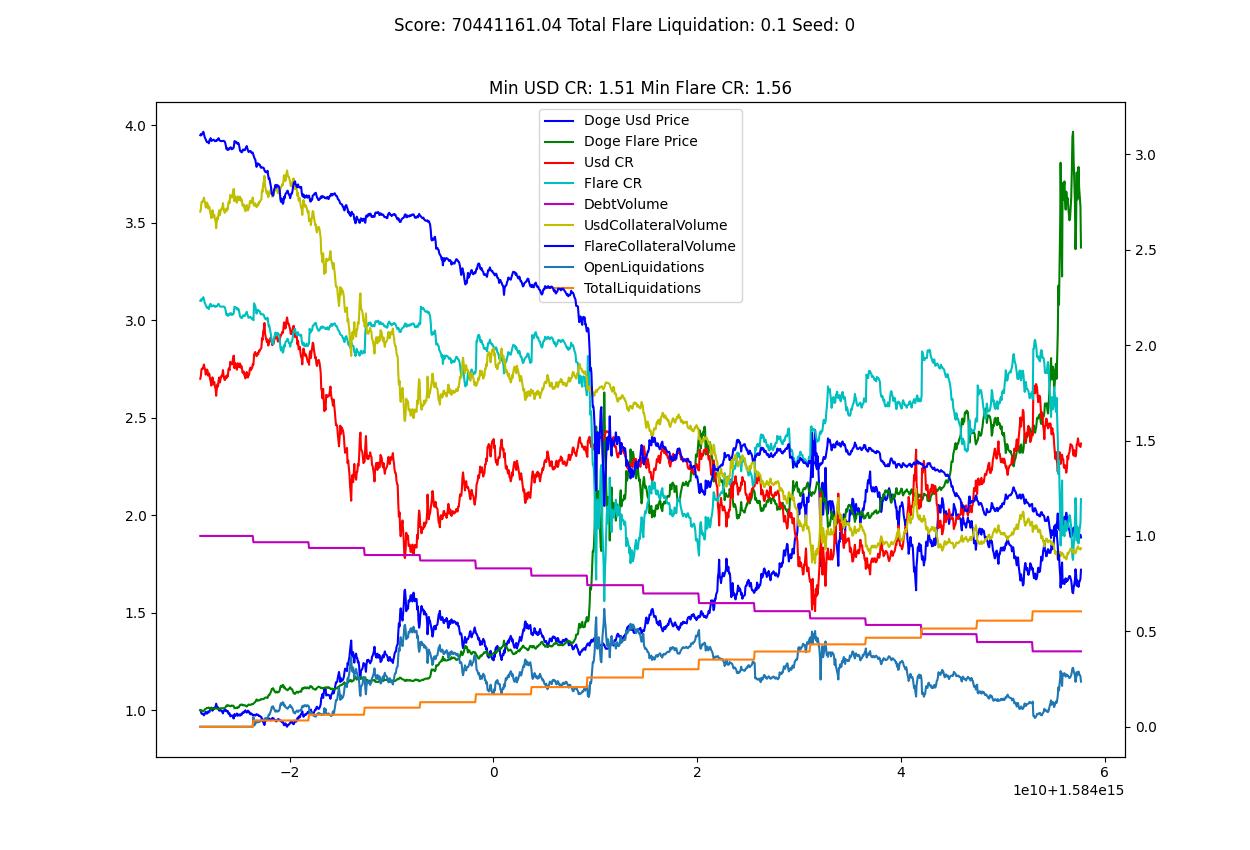 Score: 70441161.04 Total Flare Liquidation: 0.1 Seed: 0
Min USD CR: 1.51 Min Flare CR: 1.56
Doge Usd Price
Doge Flare Price
Usd CR
Flare CR
DebtVolume
UsdCollateralVolume
FlareCollateralVolume
OpenLiquidations
TotalLiquidations
4.0
3.5
3.0
2.5
2.0
1.5
1.0
3.0
2.5
2.0
1.5
1.0
0.5
0.0
−2 0 2 4 6
1e10+1.584e15